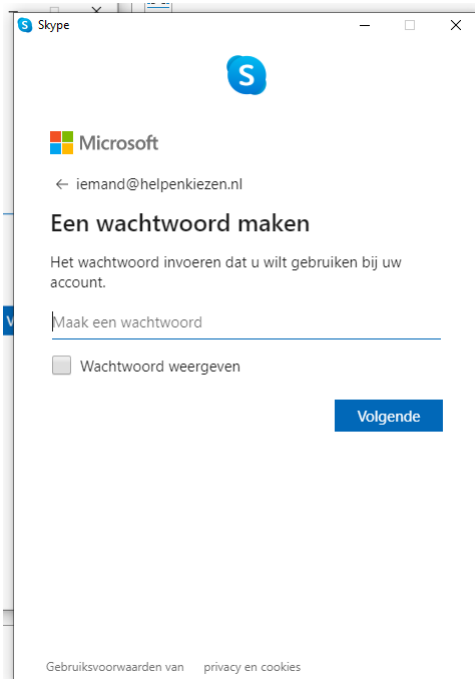 Skype
Microsoft
← iemand@helpenkiezen.nl
Een wachtwoord maken
Het wachtwoord invoeren dat u wilt gebruiken bij uw
account.
Maak een wachtwoord
Wachtwoord weergeven
Volgende
Gebruiksvoorwaarden van privacy en cookies